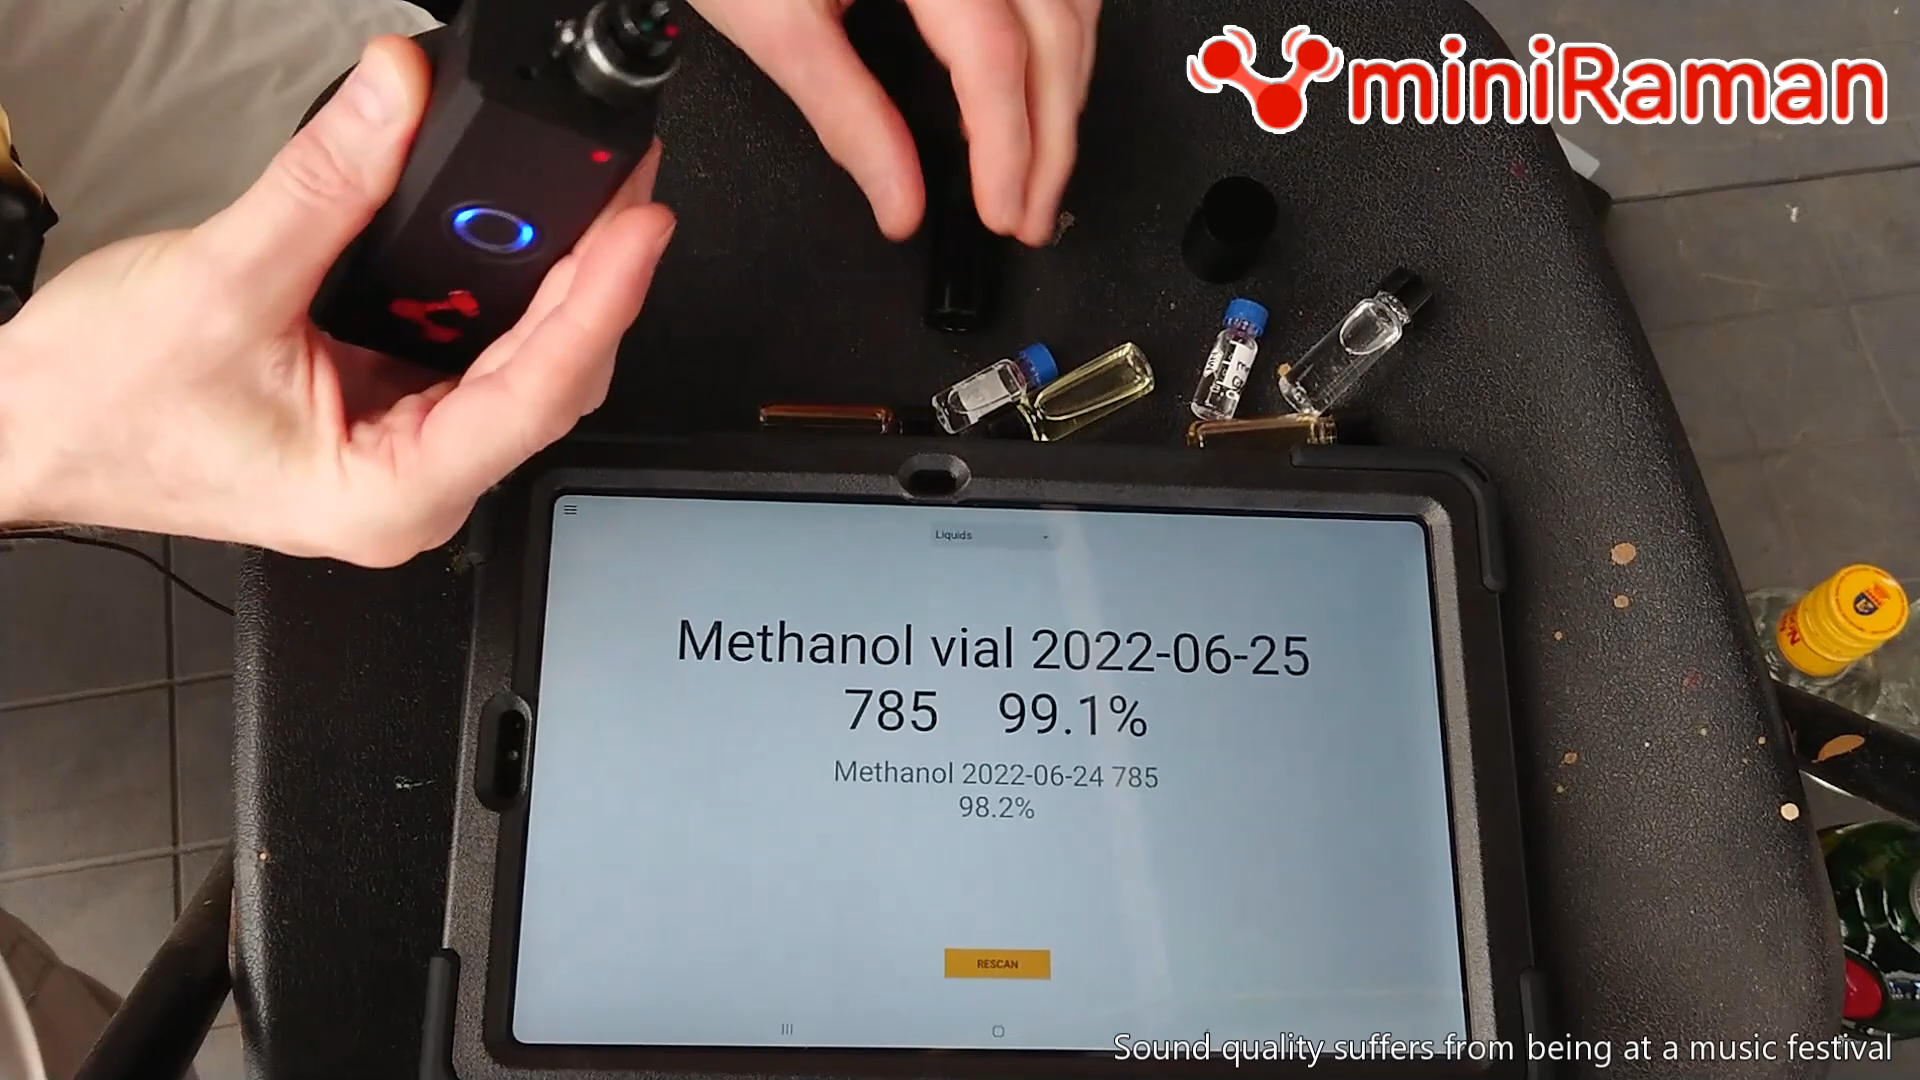 miniRaman
Liquids
Methanol vial 2022-06-25
785 99.1%
Methanol 2022-06-24 785
98.2%
RESCAN
Sound quality suffers from being at a music festival